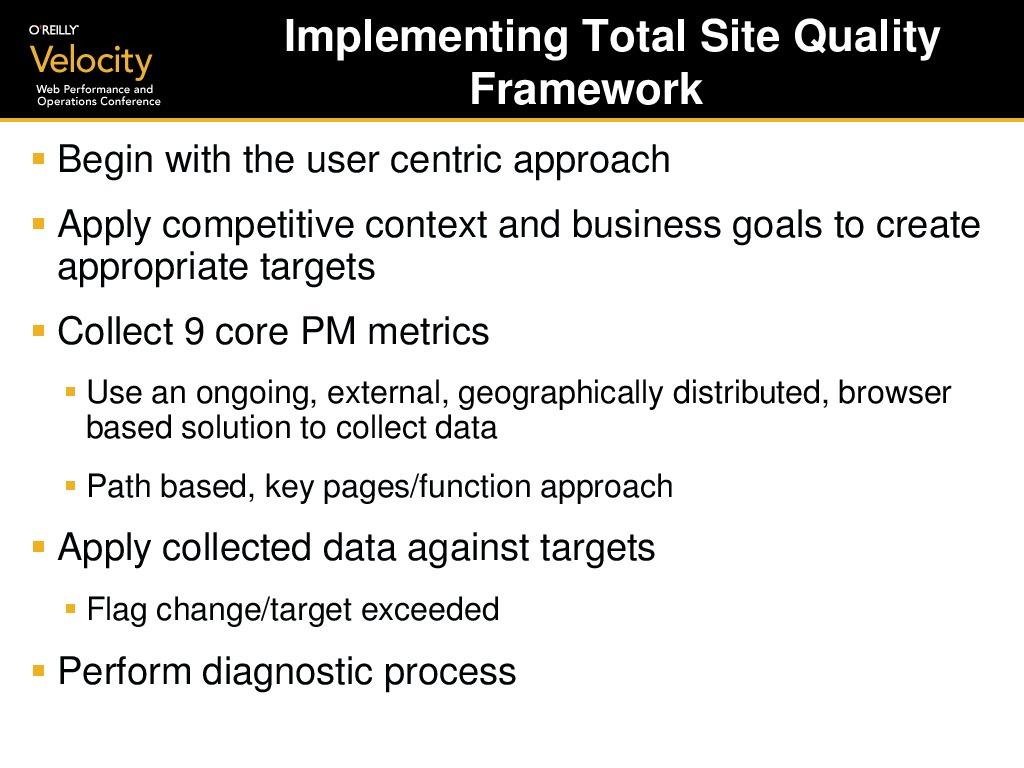 O'REILLY
Velocity
Web Performance and
Operations Conference
Implementing Total Site Quality
Framework
Begin with the user centric approach
Apply competitive context and business goals to create
appropriate targets
Collect 9 core PM metrics
Use an ongoing, external, geographically distributed, browser
based solution to collect data
Path based, key pages/function approach
Apply collected data against targets
Flag change/target exceeded
Perform diagnostic process